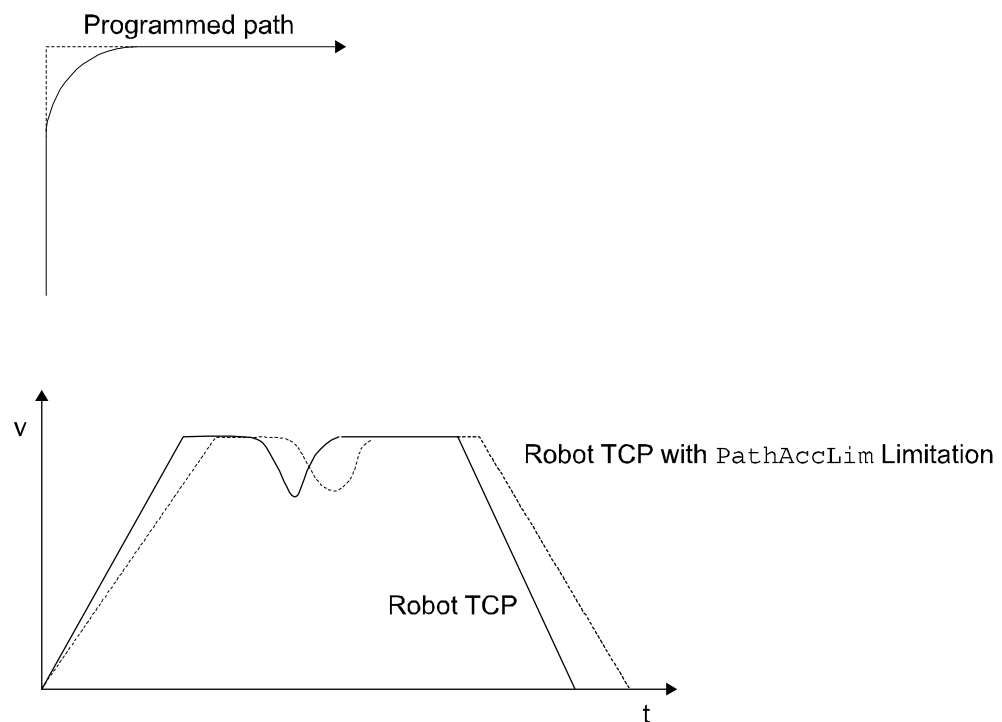 Programmed path
v
Robot TCP with PathAccLim Limitation
Robot TCP
t